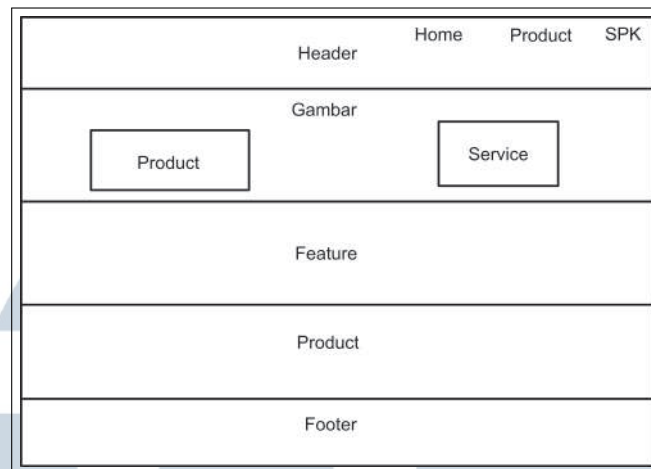 Home Product SPK
Header
Gambar
Product Service
Feature
Product
Footer